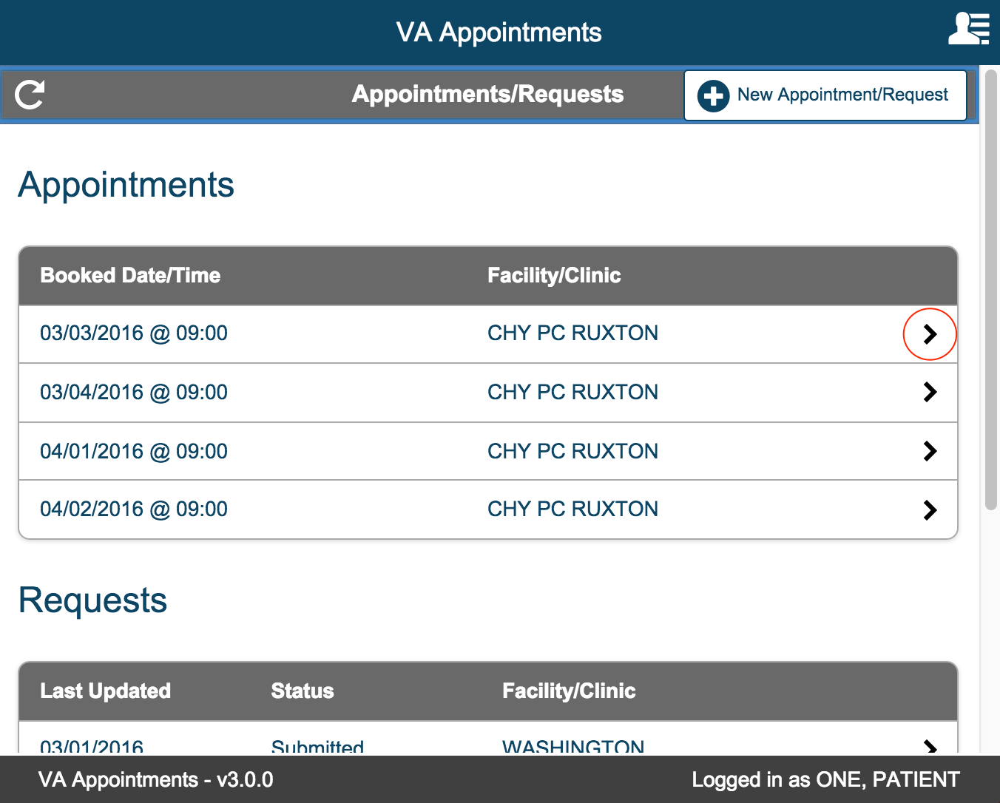 VA Appointments
Appointments/Requests
New Appointment/Request
Appointments
Booked Date/Time Facility/Clinic
03/03/2016 @ 09:00 CHY PC RUXTON
03/04/2016 @ 09:00 CHY PC RUXTON
04/01/2016 @ 09:00 CHY PC RUXTON
04/02/2016 @ 09:00 CHY PC RUXTON
Requests
Last Updated Status Facility/Clinic
03/01/2016 Submitted WASHINGTON
VA Appointments - v3.0.0 Logged in as ONE, PATIENT